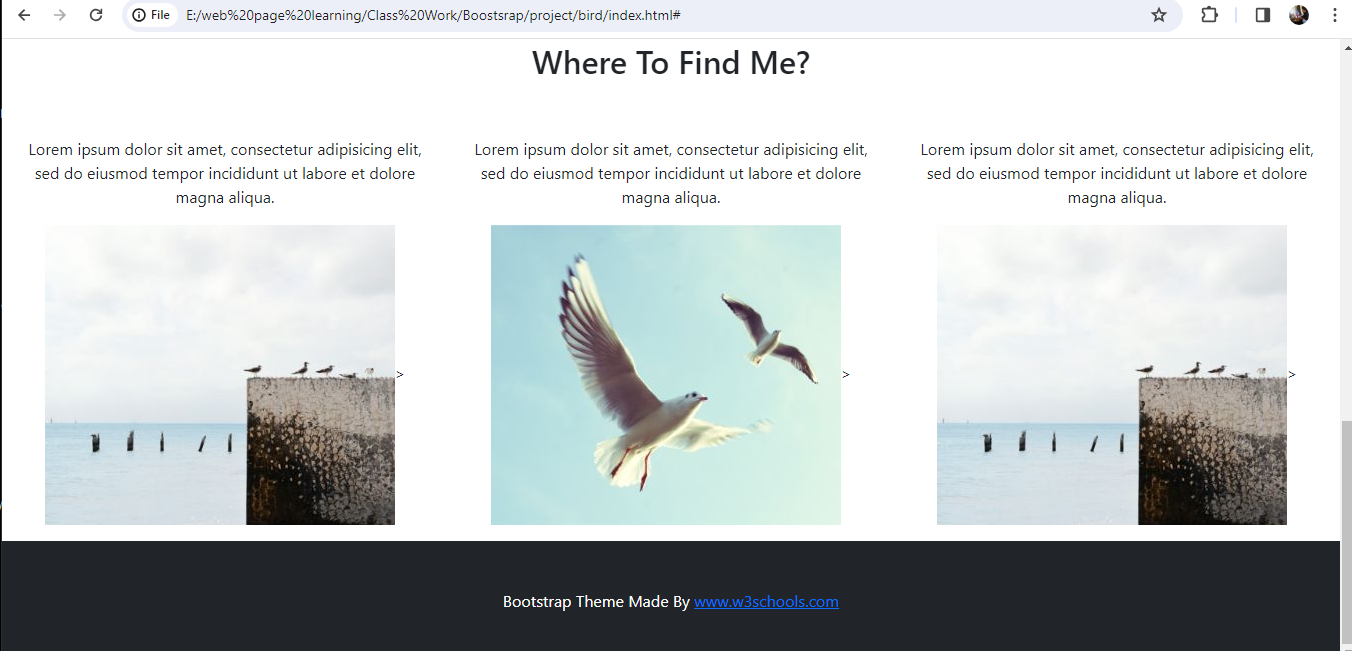 File E:/web%20page%20learning/Class%20Work/Boostsrap/project/bird/index.html#
Where To Find Me?
Lorem ipsum dolor sit amet, consectetur adipisicing elit,
sed do eiusmod tempor incididunt ut labore et dolore
magna aliqua.
>
Lorem ipsum dolor sit amet, consectetur adipisicing elit,
sed do eiusmod tempor incididunt ut labore et dolore
magna aliqua.
>
Lorem ipsum dolor sit amet, consectetur adipisicing elit,
sed do eiusmod tempor incididunt ut labore et dolore
magna aliqua.
>
Bootstrap Theme Made By www.w3schools.com